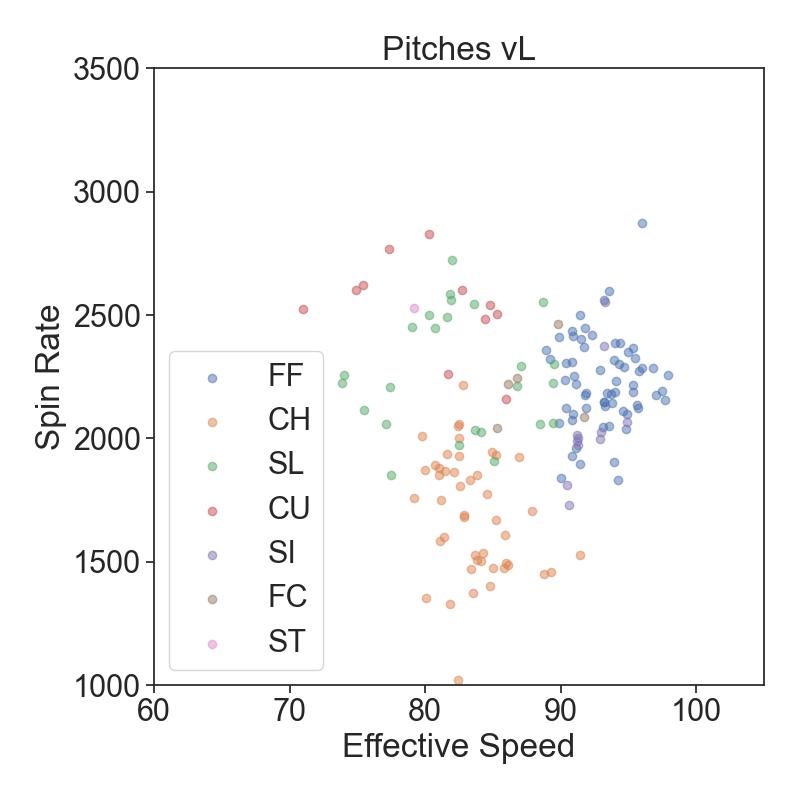 Pitches vL
3500
3000
2500
2000
1500
1000
Spin Rate
FF
CH
SL
CU
SI
FC
ST
60 70 80 90 100
Effective Speed